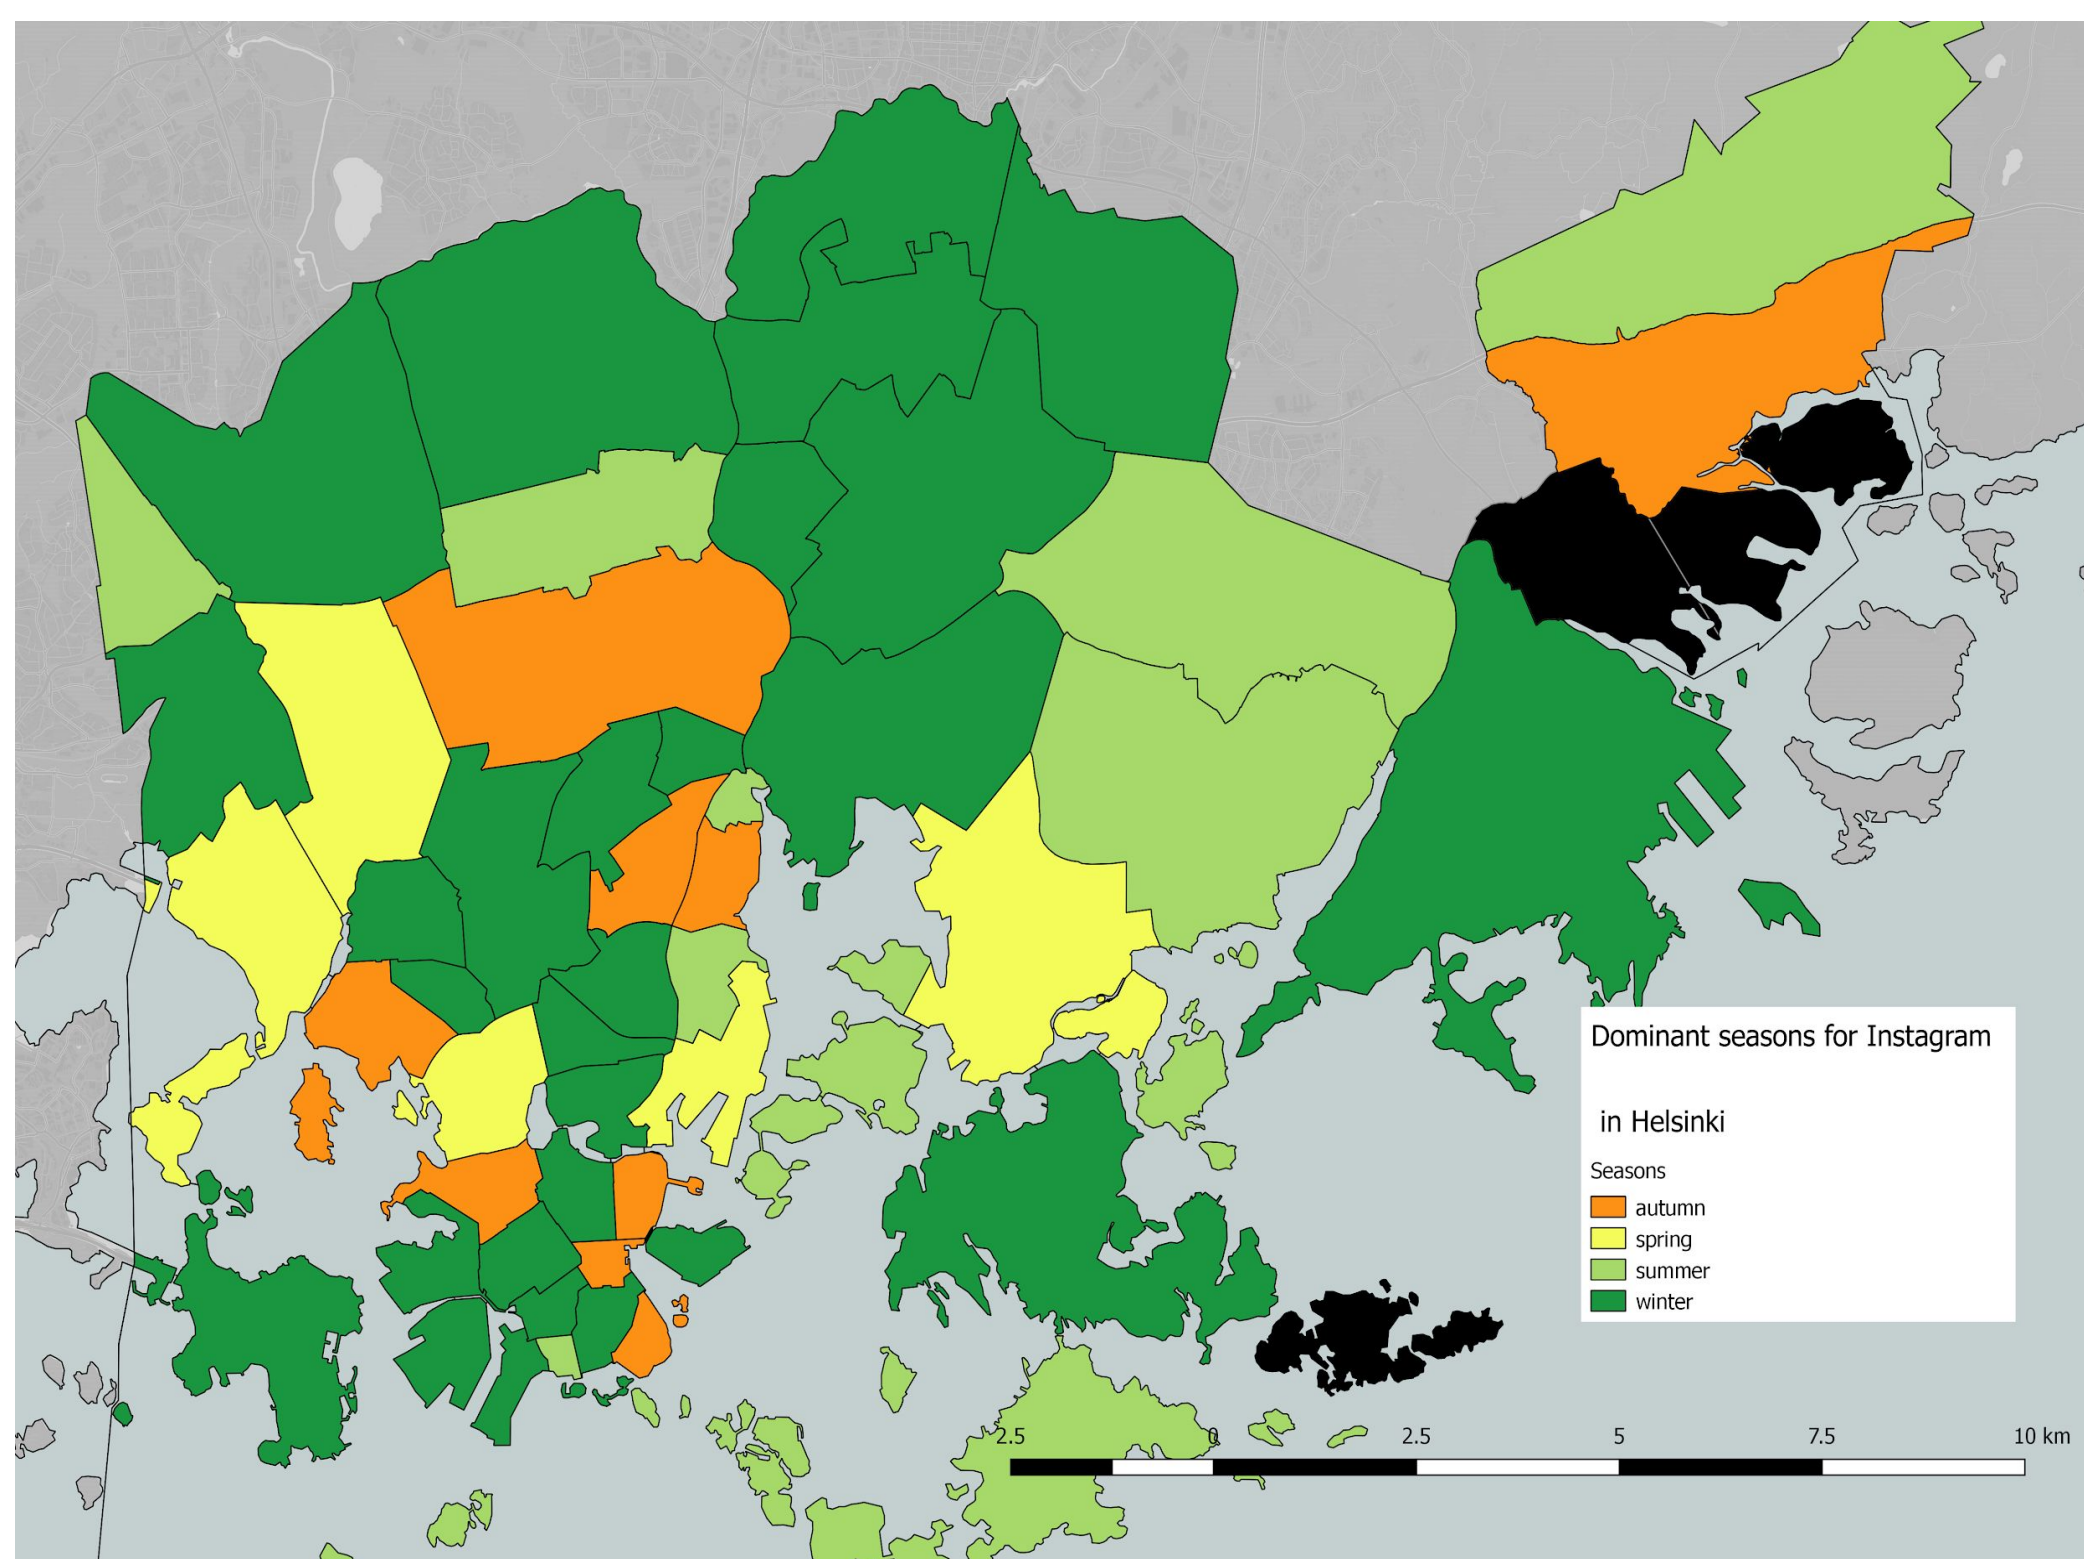 Dominant seasons for Instagram
in Helsinki
Seasons
autumn
spring
summer
winter
2.5 0 2.5 5 7.5 10 km